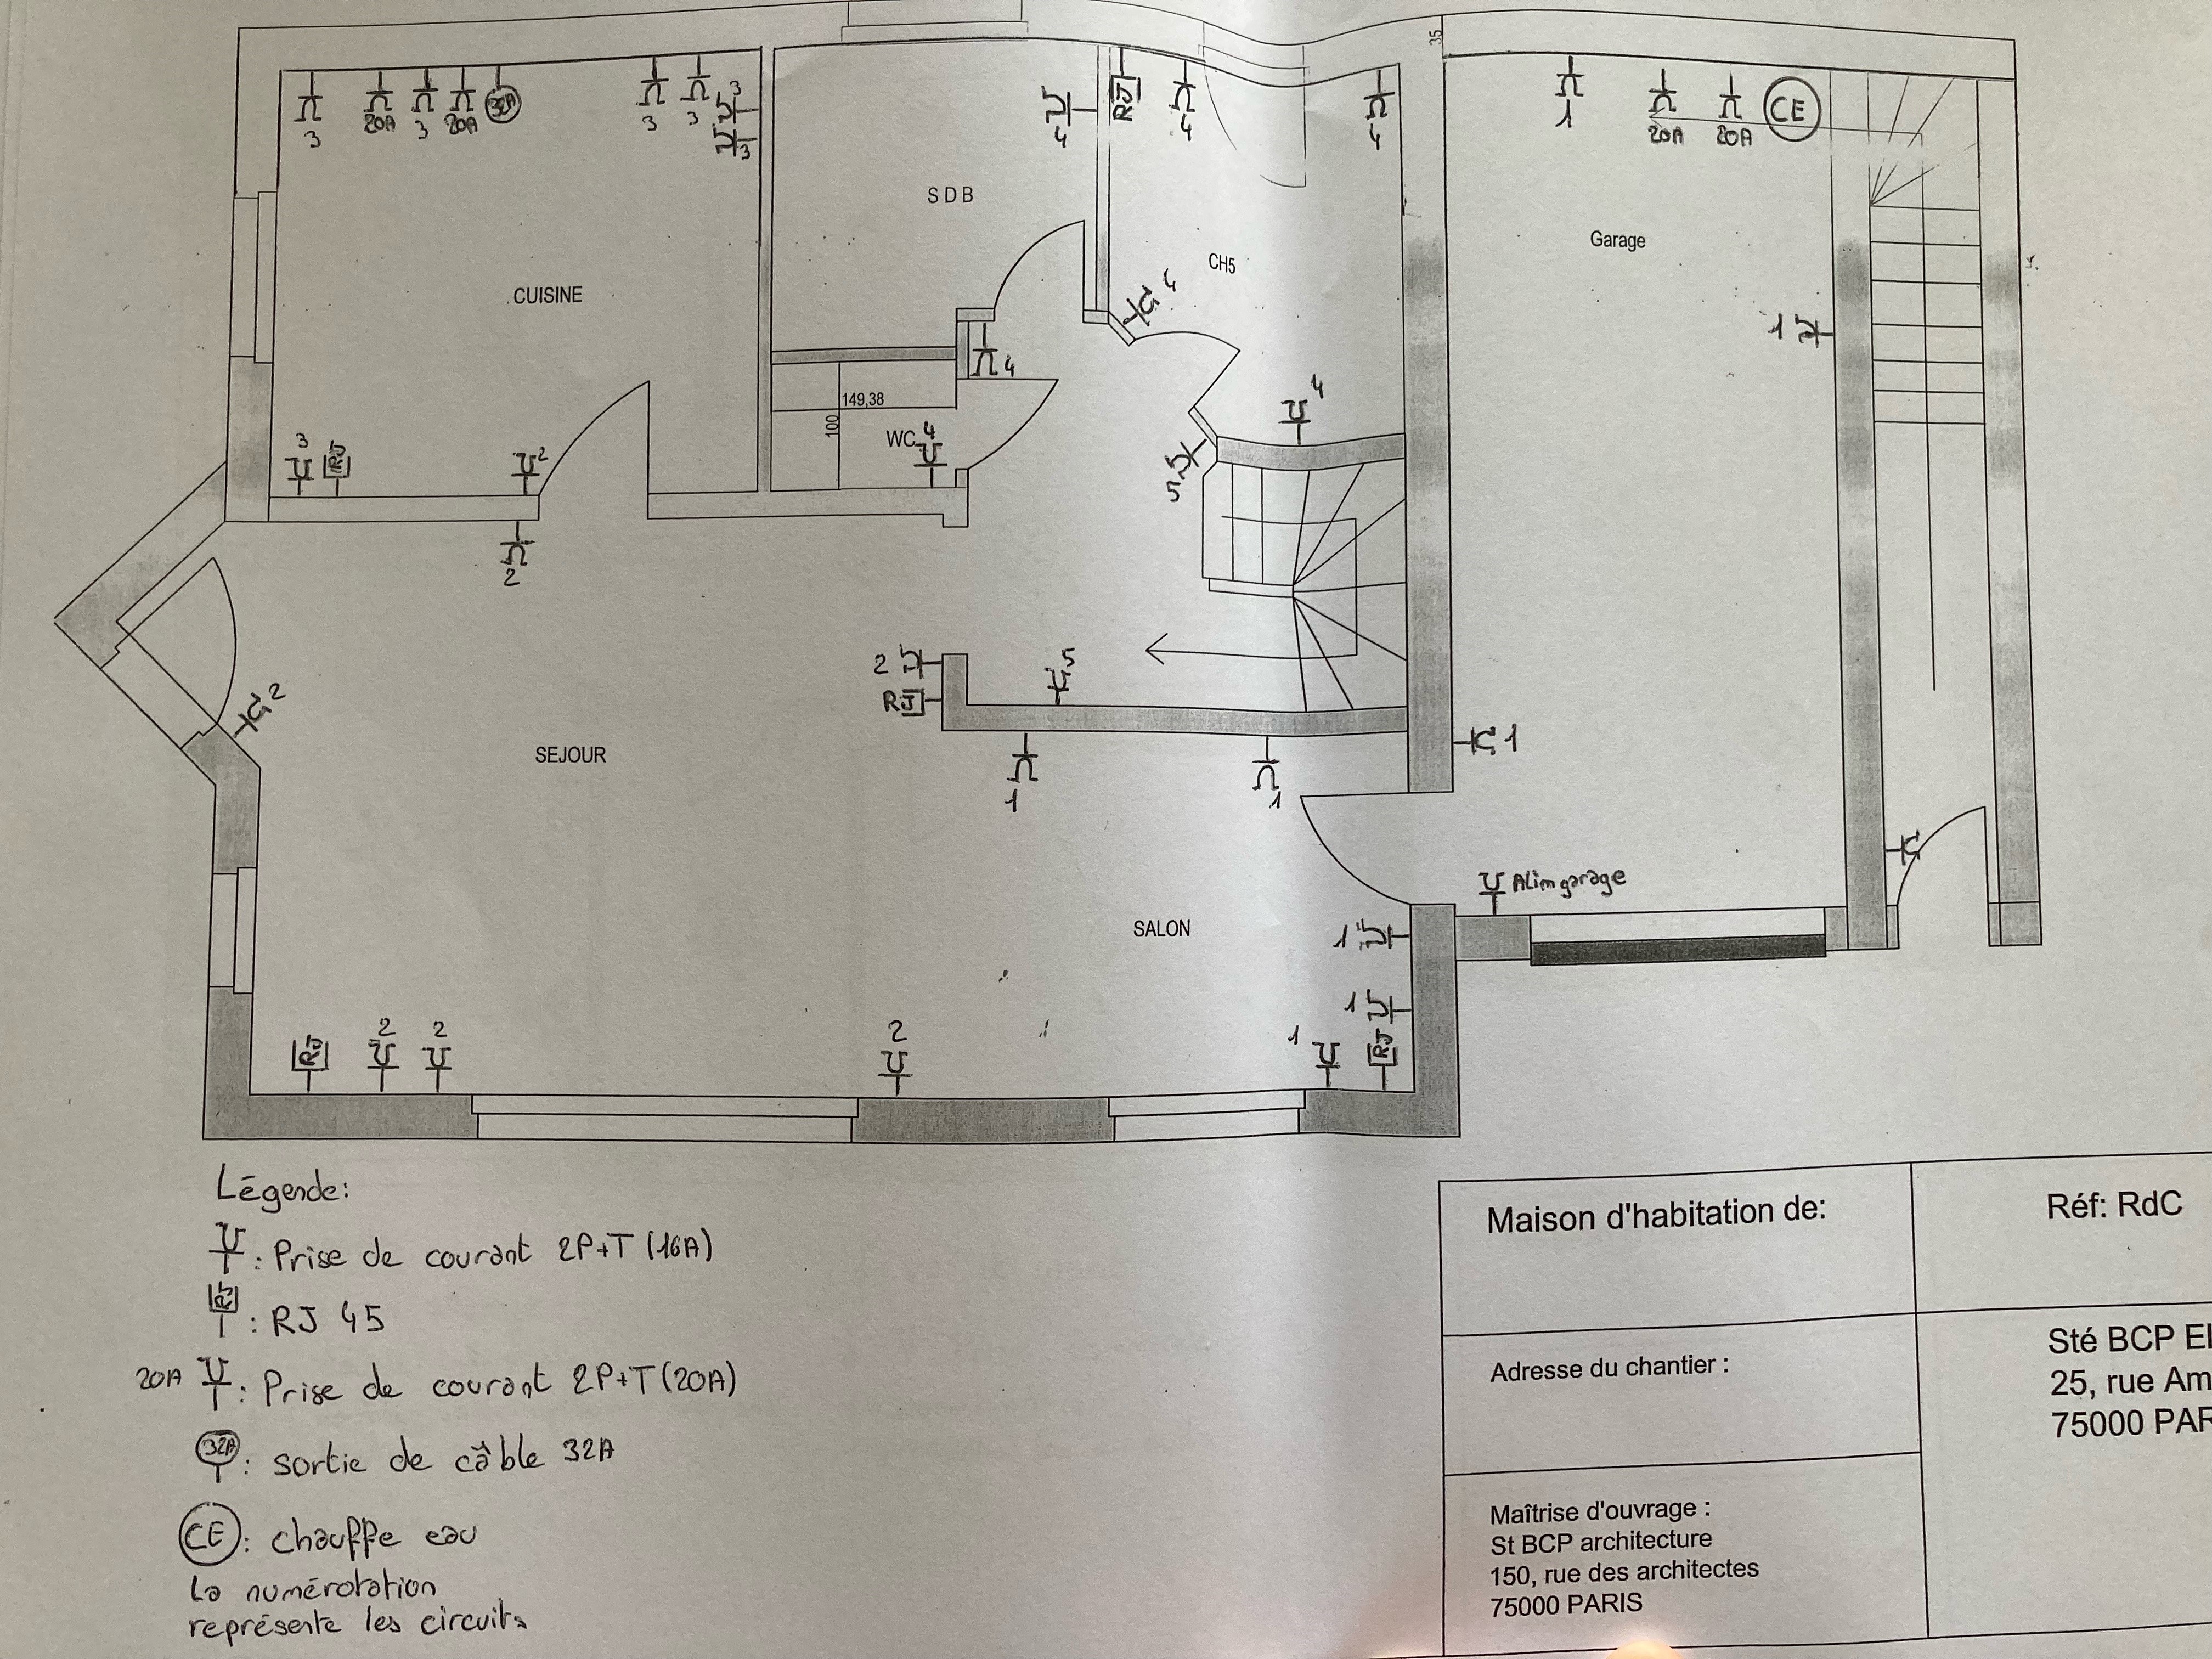 3
20A
3
20A
32A
3
3
3
3
4
RJ
4
4
35
1
20A
20A
CE
SDB
CUISINE
CH5
Garage
4
1
4
149,38
100
WC
4
4
3
RJ
2
5
2
2
5
2
RJ
SEJOUR
1
1
1
Alim garage
SALON
1
1
RJ
2
2
2
1
RJ
Légende:
: Prise de courant 2P+T (16A)
RJ : RJ 45
20A : Prise de courant 2P+T (20A)
32A : sortie de câble 32A
CE : chauffe eau
La numérotation
représente les circuits
Maison d'habitation de:
Réf: RdC
Adresse du chantier :
Sté BCP El
25, rue Am
75000 PAR
Maîtrise d'ouvrage :
St BCP architecture
150, rue des architectes
75000 PARIS